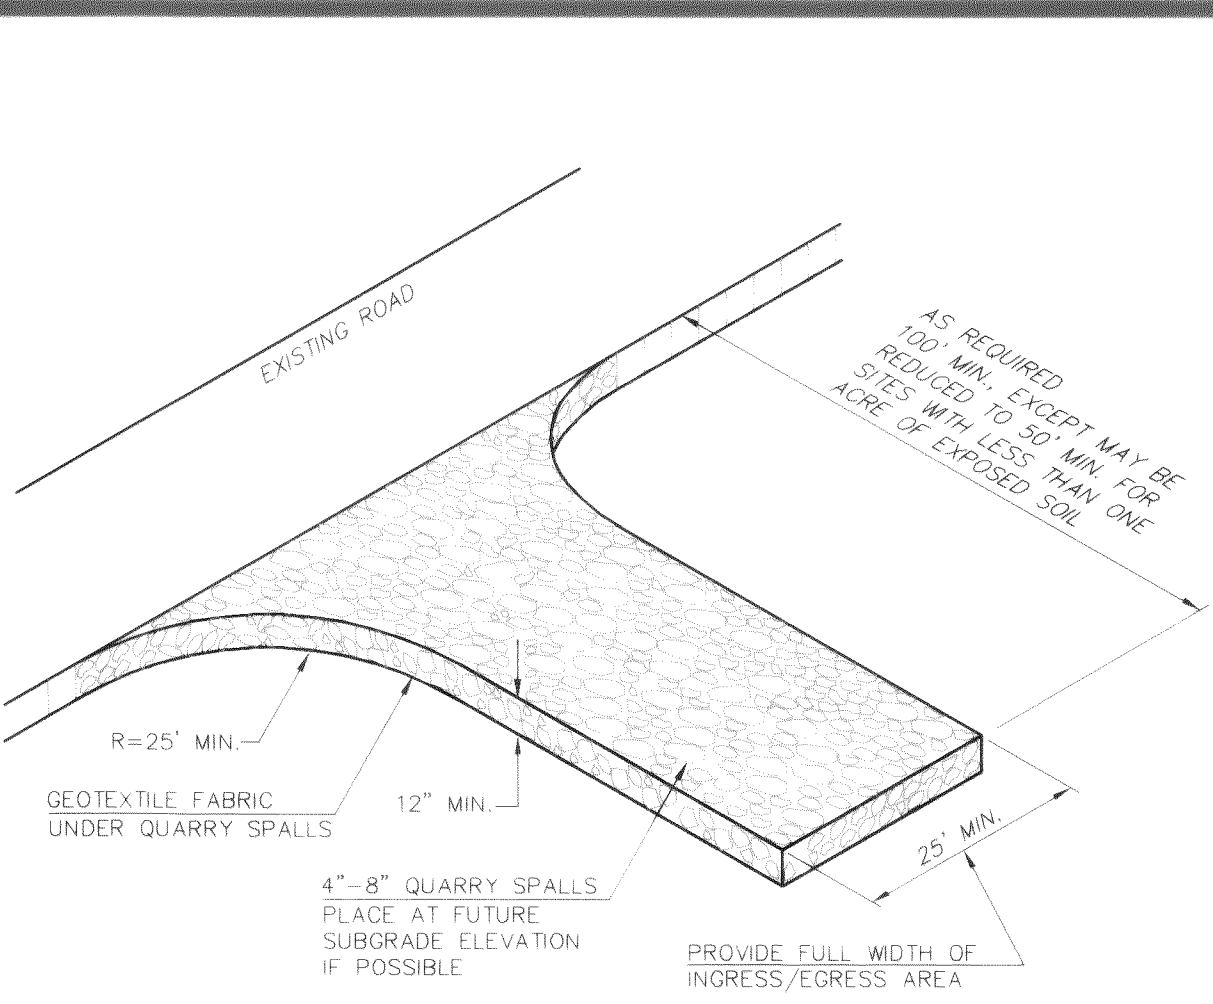 EXISTING ROAD
AS REQUIRED
100' MIN., EXCEPT MAY BE
REDUCED TO 50' MIN. FOR
SITES WITH LESS THAN ONE
ACRE OF EXPOSED SOIL
R=25' MIN.
GEOTEXTILE FABRIC
UNDER QUARRY SPALLS
12" MIN.
25' MIN.
4"-8" QUARRY SPALLS
PLACE AT FUTURE
SUBGRADE ELEVATION
IF POSSIBLE
PROVIDE FULL WIDTH OF
INGRESS/EGRESS AREA